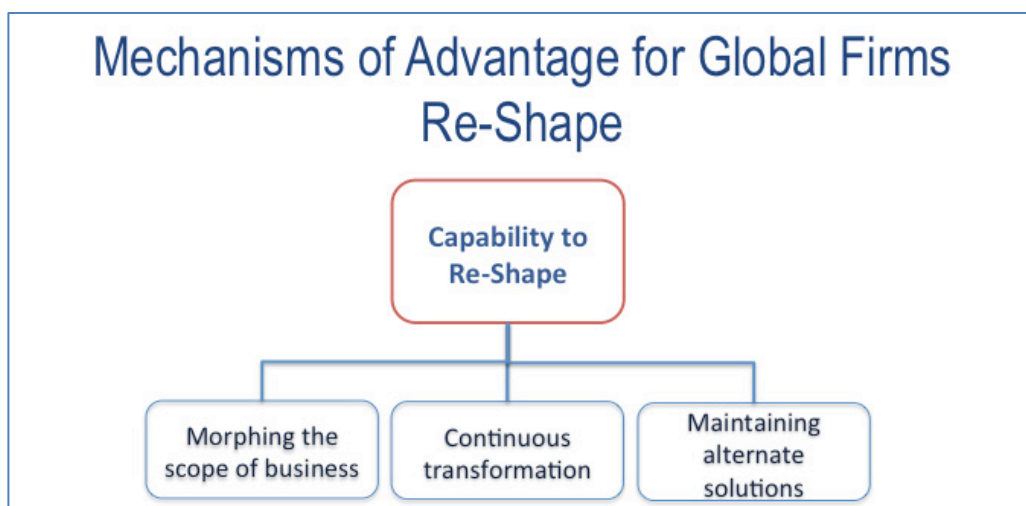 Mechanisms of Advantage for Global Firms
Re-Shape
Capability to
Re-Shape
Morphing the
scope of business
Continuous
transformation
Maintaining
alternate
solutions